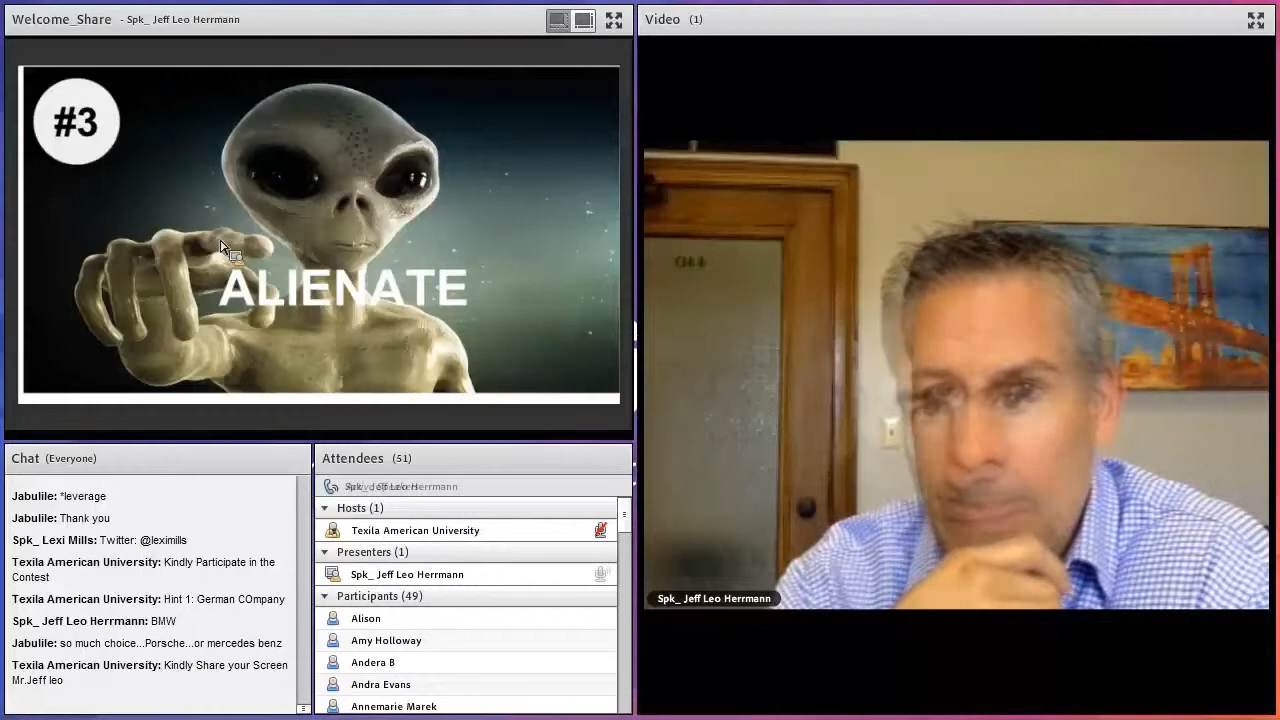 Welcome_Share - Spk_ Jeff Leo Herrmann
#3
ALIENATE
Video (1)
Spk_ Jeff Leo Herrmann
Chat (Everyone)
Jabulile: *leverage
Jabulile: Thank you
Spk_ Lexi Mills: Twitter: @leximills
Texila American University: Kindly Participate in the
Contest
Texila American University: Hint 1: German COmpany
Spk_ Jeff Leo Herrmann: BMW
Jabulile: so much choice...Porsche...or mercedes benz
Texila American University: Kindly Share your Screen
Mr.Jeff leo
Attendees (51)
Hosts (1)
Texila American University
Presenters (1)
Spk_ Jeff Leo Herrmann
Participants (49)
Alison
Amy Holloway
Andera B
Andra Evans
Annemarie Marek